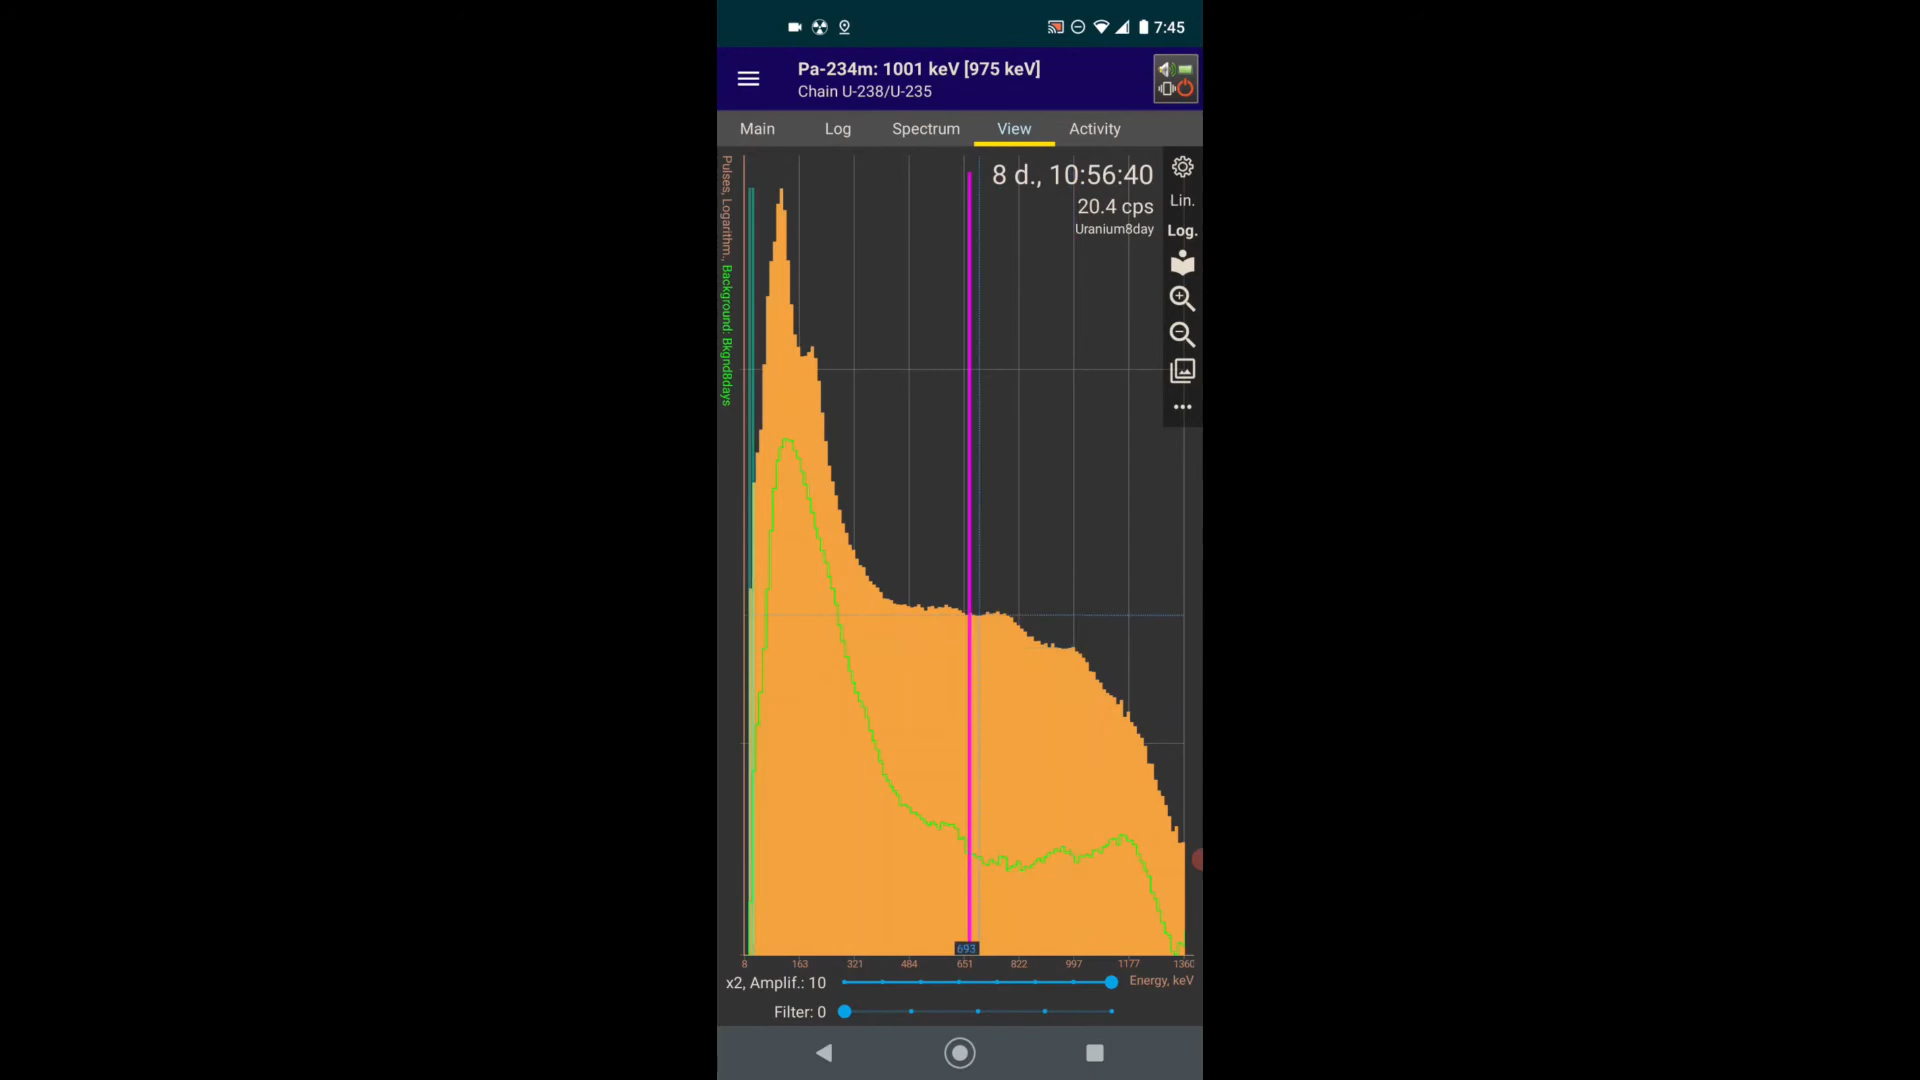 7:45
Pa-234m: 1001 keV [975 keV]
Chain U-238/U-235
Main Log Spectrum View Activity
Pulses, Logarithm., Background: Bkgnd8days
8 d., 10:56:40
20.4 cps
Uranium8day
Lin.
Log.
693
8 163 321 484 651 822 997 1177 1360
x2, Amplif.: 10
Energy, keV
Filter: 0